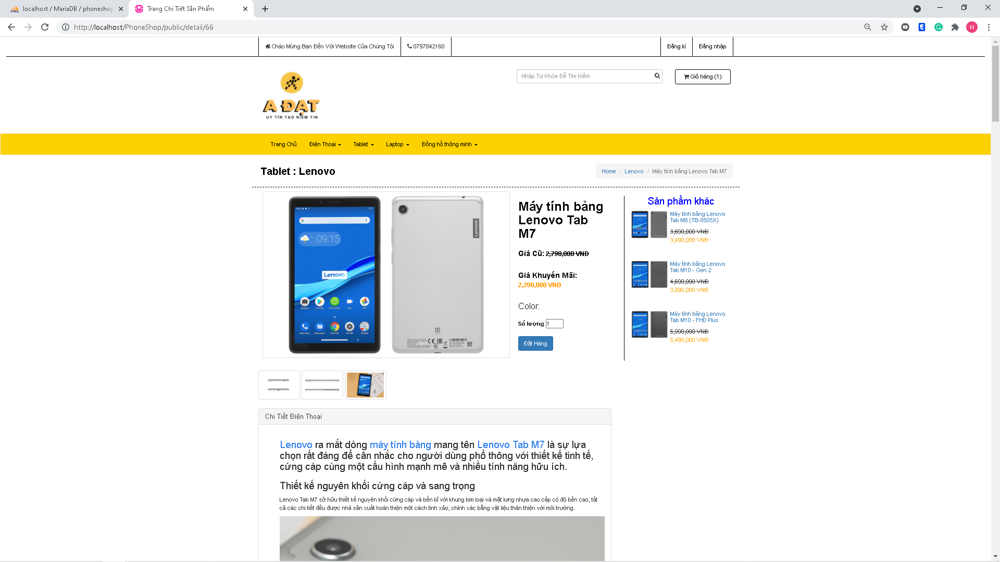 localhost / MariaDB / phoneshop
Trang Chi Tiết Sản Phẩm
http://localhost/PhoneShop/public/detail/66
H
Chào Mừng Bạn Đến Với Website Của Chúng Tôi
0797842160
Đăng kí
Đăng nhập
A ĐẠT
UY TÍN TẠO NIỀM TIN
Nhập Từ Khóa Để Tìm Kiếm
Giỏ hàng (1)
Trang Chủ
Điện Thoại
Tablet
Laptop
Đồng hồ thông minh
Tablet : Lenovo
Home / Lenovo / Máy tính bảng Lenovo Tab M7
09:15
Lenovo
Lenovo
Máy tính bảng
Lenovo Tab
M7
Giá Cũ: 2,790,000 VNĐ
Giá Khuyến Mãi:
2,290,000 VNĐ
Color:
Số lượng 1
Đặt Hàng
Sản phẩm khác
Máy tính bảng Lenovo
Tab M8 (TB-8505X)
3,690,000 VNĐ
3,490,000 VNĐ
Máy tính bảng Lenovo
Tab M10 - Gen 2
4,690,000 VNĐ
3,990,000 VNĐ
Máy tính bảng Lenovo
Tab M10 - FHD Plus
5,990,000 VNĐ
5,490,000 VNĐ
Chi Tiết Điện Thoại
Lenovo ra mắt dòng máy tính bảng mang tên Lenovo Tab M7 là sự lựa
chọn rất đáng để cân nhắc cho người dùng phổ thông với thiết kế tinh tế,
cứng cáp cùng một cấu hình mạnh mẽ và nhiều tính năng hữu ích.
Thiết kế nguyên khối cứng cáp và sang trọng
Lenovo Tab M7 sở hữu thiết kế nguyên khối cứng cáp và bền bỉ với khung kim loại và mặt lưng nhựa cao cấp có độ bền cao, tất
cả các chi tiết đều được nhà sản xuất hoàn thiện một cách tinh xảo, chính xác bằng vật liệu thân thiện với môi trường.